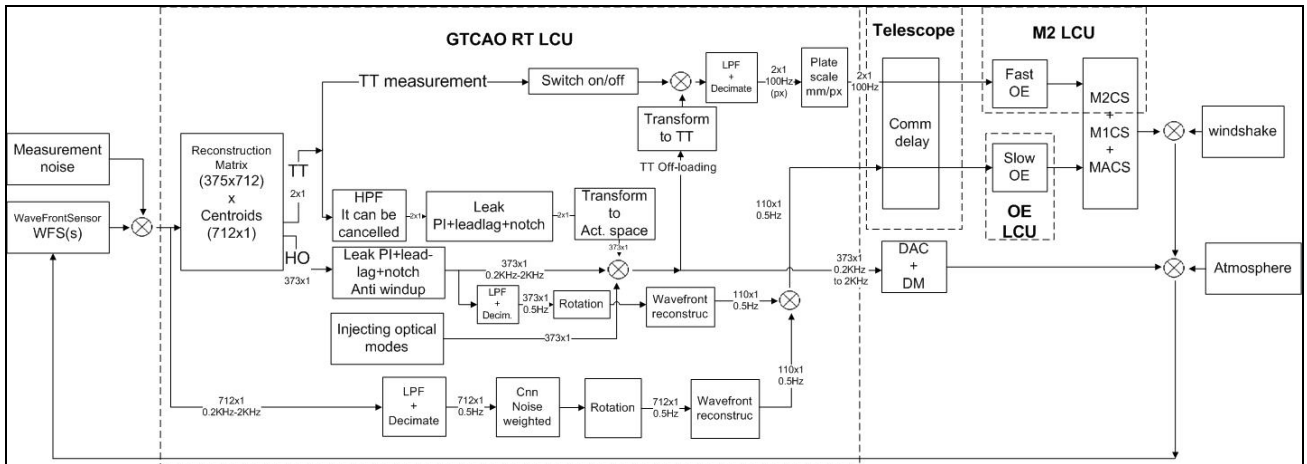 GTCAO RT LCU
Telescope
M2 LCU
TT measurement
Switch on/off
LPF
+
Decimate
2x1
100Hz
(px)
Plate
scale
mm/px
2x1
100Hz
Fast
OE
Transform
to TT
TT Off-loading
Comm
delay
M2CS
+
M1CS
+
MACS
windshake
Measurement
noise
Reconstruction
Matrix
(375x712)
x
Centroids
(712x1)
TT
2x1
Slow
OE
OE
LCU
WaveFrontSensor
WFS(s)
HPF
It can be
cancelled
2x1
Leak
PI+leadlag+notch
2x1
Transform
to
Act. space
373x1
110x1
0.5Hz
HO
373x1
Leak PI+lead-
lag+notch
Anti windup
373x1
0.2KHz-2KHz
373x1
0.2KHz
to 2KHz
DAC
+
DM
Atmosphere
LPF
+
Decim.
373x1
0.5Hz
Rotation
Wavefront
reconstruc
110x1
0.5Hz
Injecting optical
modes
373x1
110x1
0.5Hz
712x1
0.2KHz-2KHz
LPF
+
Decimate
712x1
0.5Hz
Cnn
Noise
weighted
Rotation
712x1
0.5Hz
Wavefront
reconstruc